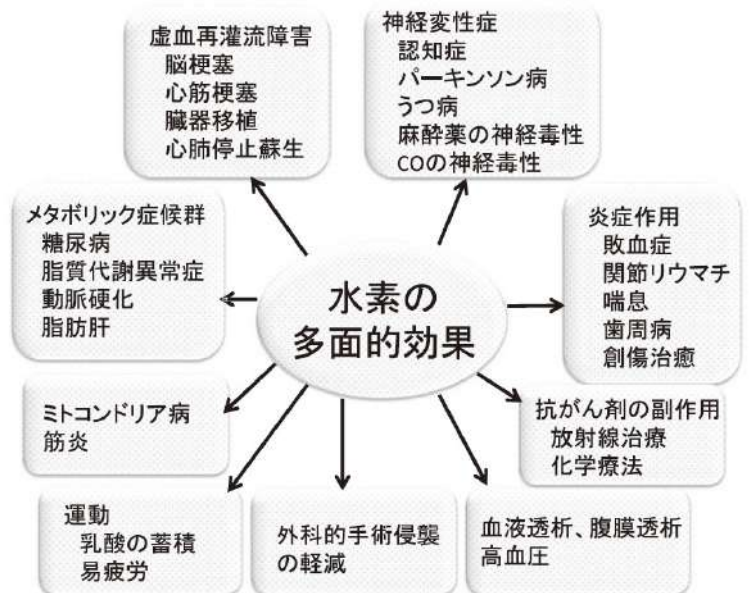 虚血再灌流障害
脳梗塞
心筋梗塞
臓器移植
心肺停止蘇生
神経変性症
認知症
パーキンソン病
うつ病
麻酔薬の神経毒性
COの神経毒性
メタボリック症候群
糖尿病
脂質代謝異常症
動脈硬化
脂肪肝
水素の
多面的効果
炎症作用
敗血症
関節リウマチ
喘息
歯周病
創傷治癒
ミトコンドリア病
筋炎
抗がん剤の副作用
放射線治療
化学療法
運動
乳酸の蓄積
易疲労
外科的手術侵襲
の軽減
血液透析、腹膜透析
高血圧